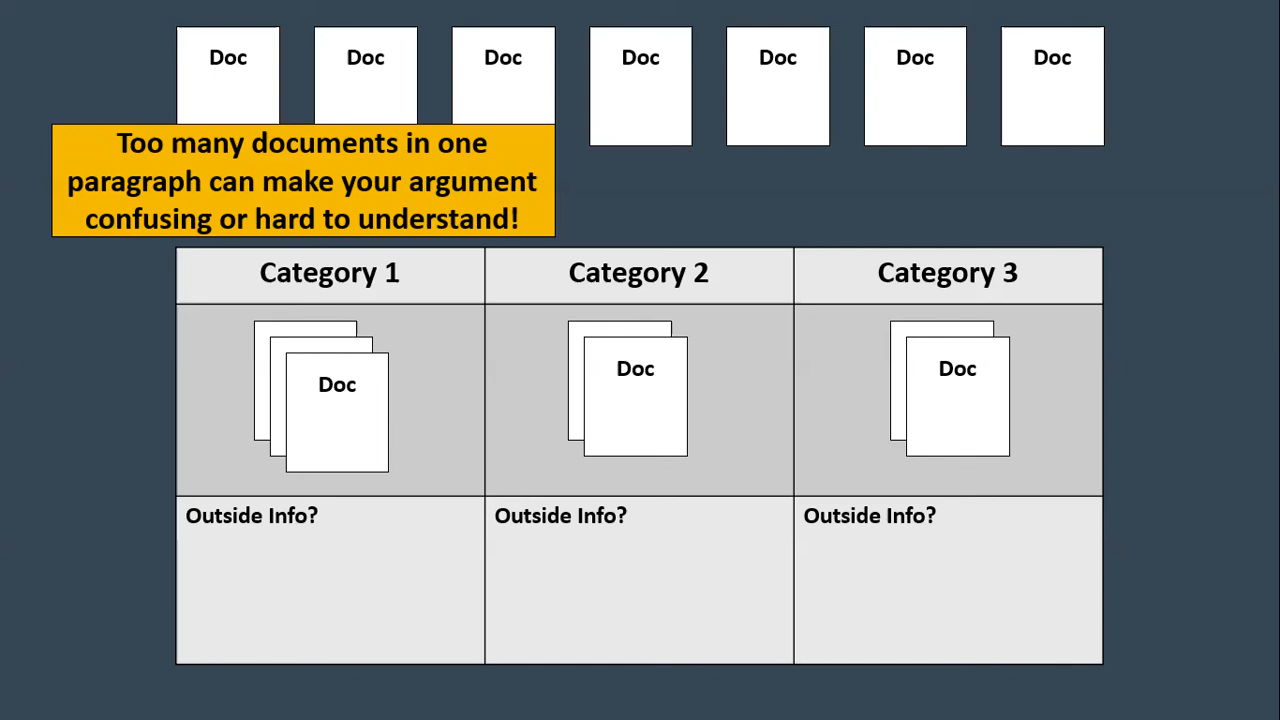 Doc Doc Doc Doc Doc Doc Doc
Too many documents in one
paragraph can make your argument
confusing or hard to understand!
Category 1 Category 2 Category 3
Doc Doc Doc
Outside Info? Outside Info? Outside Info?